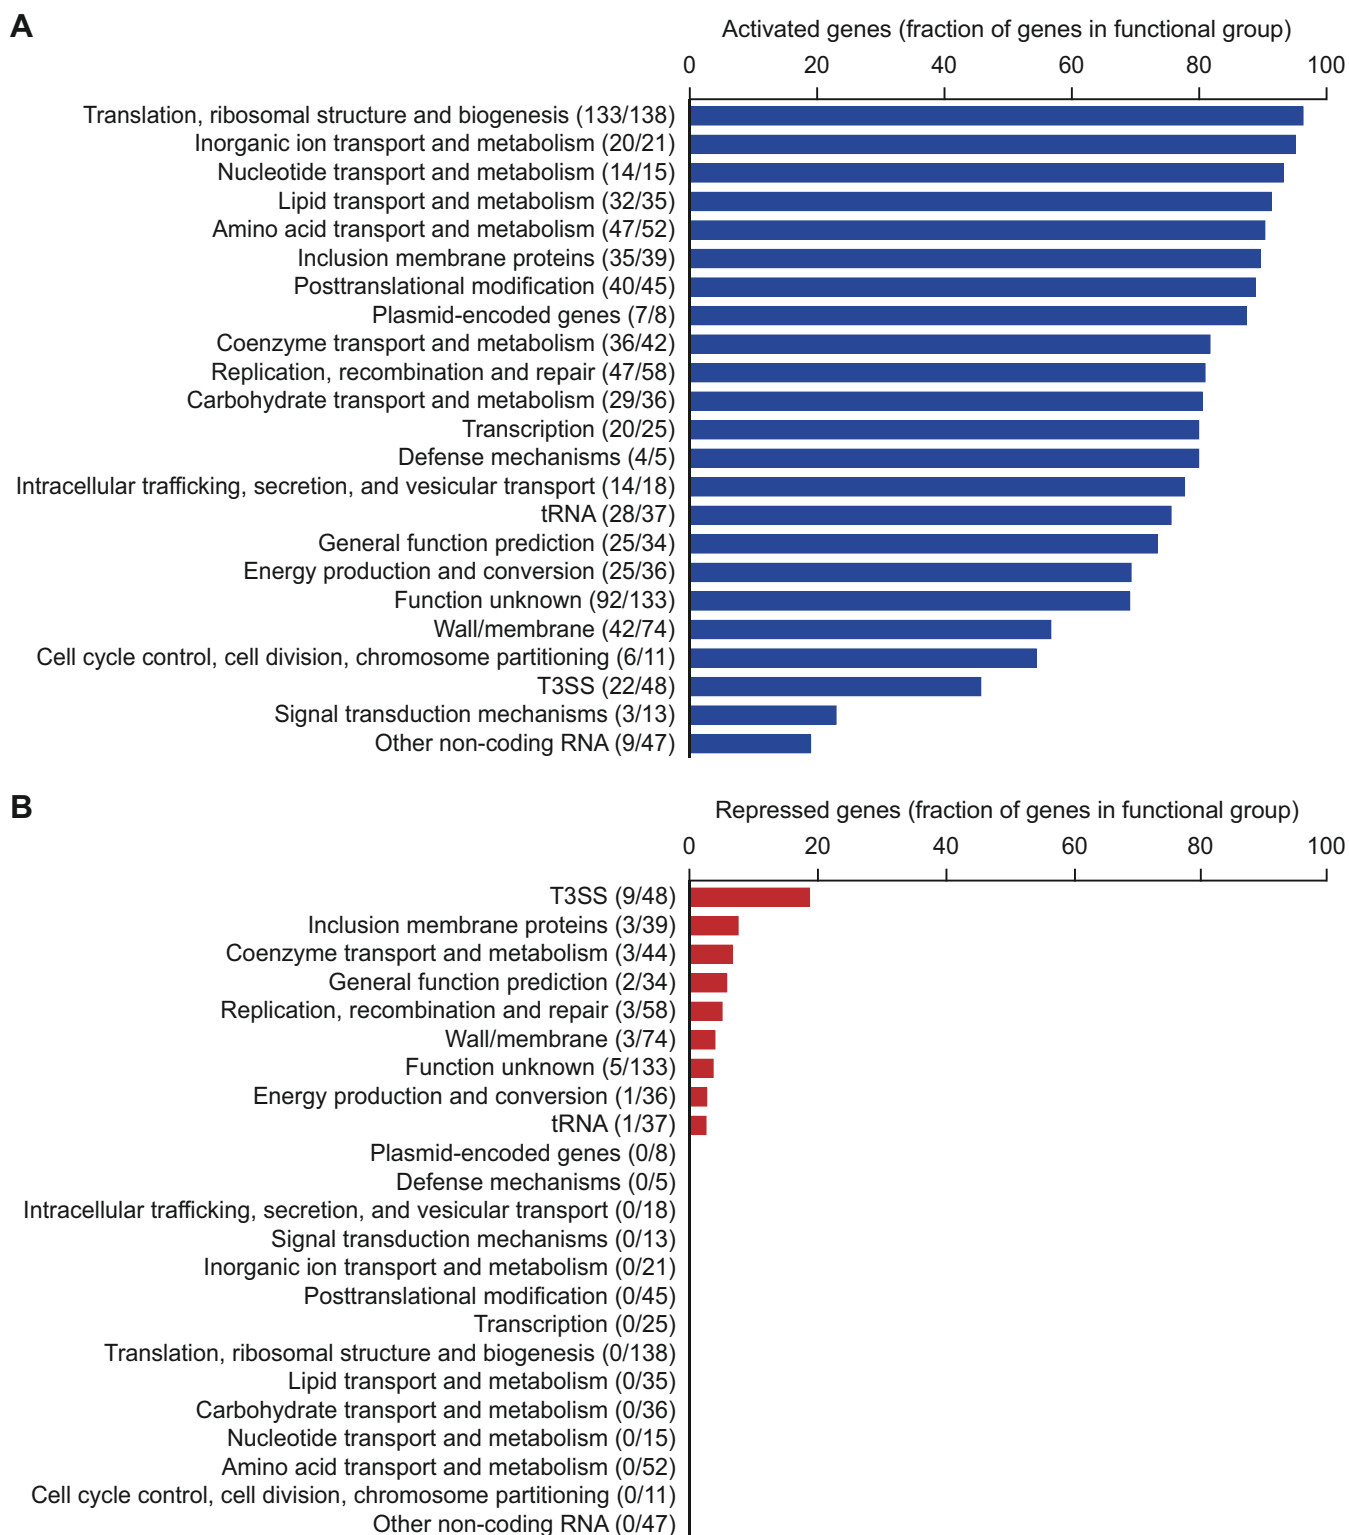 A
Activated genes (fraction of genes in functional group)
0 20 40 60 80 100
Translation, ribosomal structure and biogenesis (133/138)
Inorganic ion transport and metabolism (20/21)
Nucleotide transport and metabolism (14/15)
Lipid transport and metabolism (32/35)
Amino acid transport and metabolism (47/52)
Inclusion membrane proteins (35/39)
Posttranslational modification (40/45)
Plasmid-encoded genes (7/8)
Coenzyme transport and metabolism (36/42)
Replication, recombination and repair (47/58)
Carbohydrate transport and metabolism (29/36)
Transcription (20/25)
Defense mechanisms (4/5)
Intracellular trafficking, secretion, and vesicular transport (14/18)
tRNA (28/37)
General function prediction (25/34)
Energy production and conversion (25/36)
Function unknown (92/133)
Wall/membrane (42/74)
Cell cycle control, cell division, chromosome partitioning (6/11)
T3SS (22/48)
Signal transduction mechanisms (3/13)
Other non-coding RNA (9/47)
B
Repressed genes (fraction of genes in functional group)
0 20 40 60 80 100
T3SS (9/48)
Inclusion membrane proteins (3/39)
Coenzyme transport and metabolism (3/44)
General function prediction (2/34)
Replication, recombination and repair (3/58)
Wall/membrane (3/74)
Function unknown (5/133)
Energy production and conversion (1/36)
tRNA (1/37)
Plasmid-encoded genes (0/8)
Defense mechanisms (0/5)
Intracellular trafficking, secretion, and vesicular transport (0/18)
Signal transduction mechanisms (0/13)
Inorganic ion transport and metabolism (0/21)
Posttranslational modification (0/45)
Transcription (0/25)
Translation, ribosomal structure and biogenesis (0/138)
Lipid transport and metabolism (0/35)
Carbohydrate transport and metabolism (0/36)
Nucleotide transport and metabolism (0/15)
Amino acid transport and metabolism (0/52)
Cell cycle control, cell division, chromosome partitioning (0/11)
Other non-coding RNA (0/47)